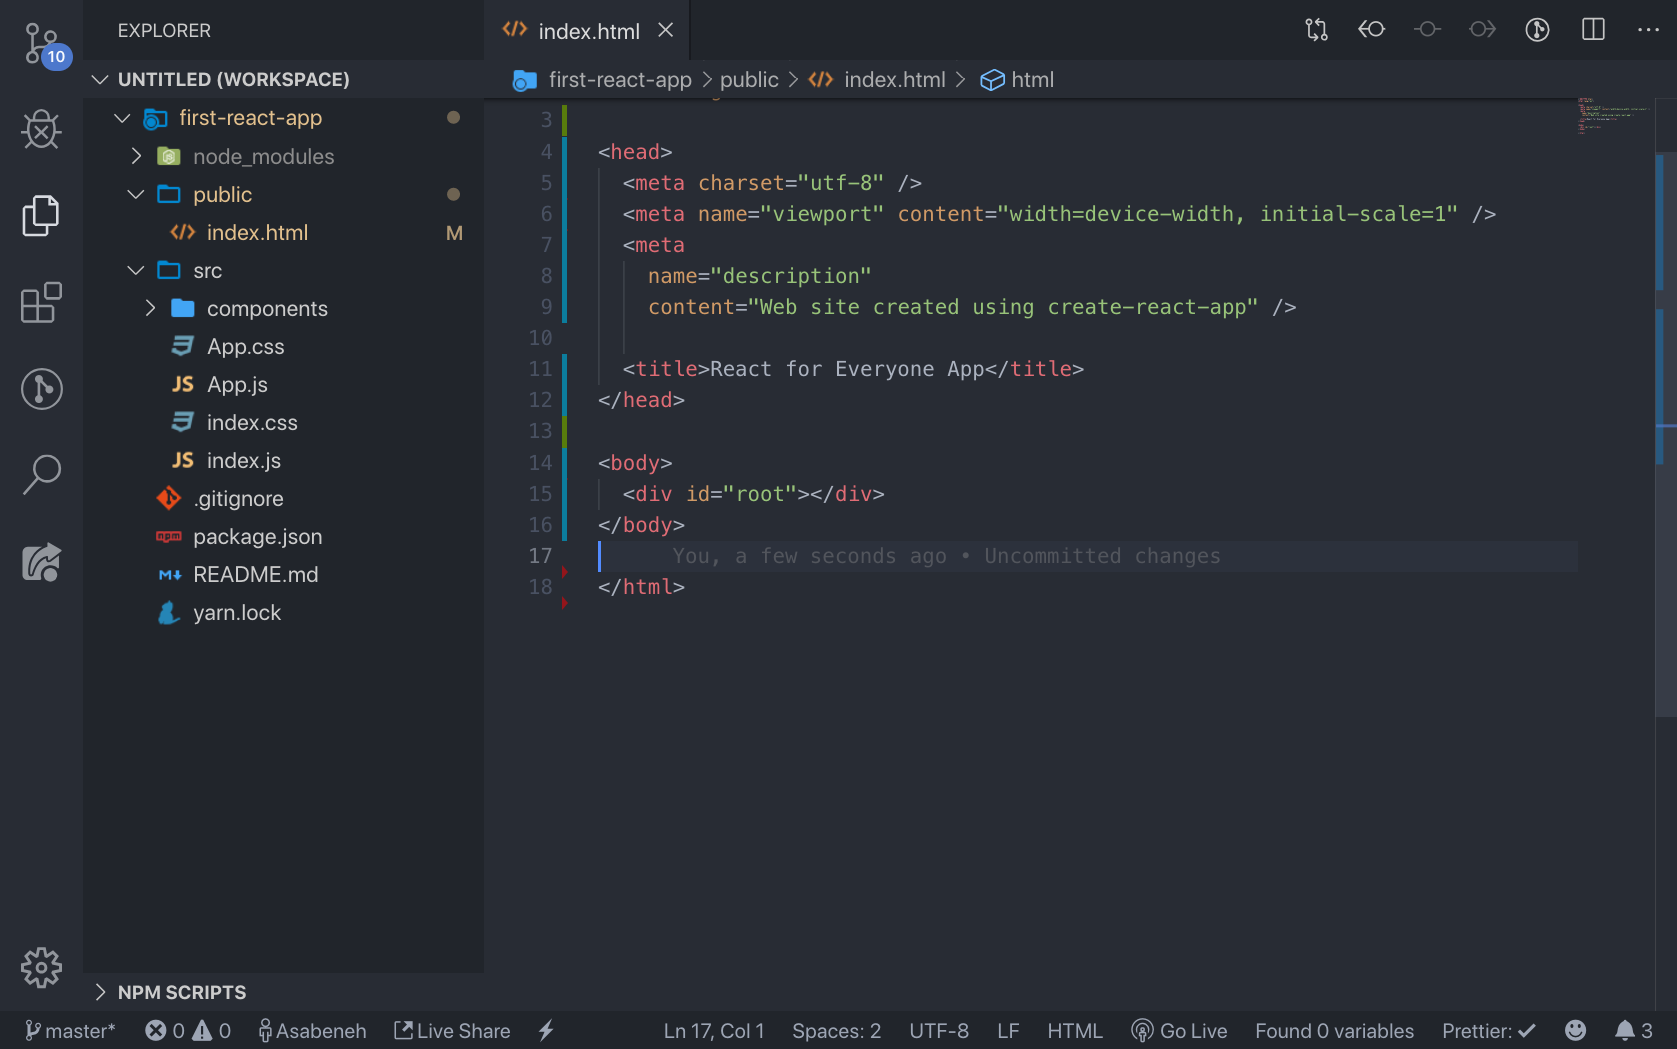 10
EXPLORER
UNTITLED (WORKSPACE)
first-react-app
node_modules
public
index.html M
src
components
App.css
JS App.js
index.css
JS index.js
.gitignore
npm package.json
M README.md
yarn.lock
NPM SCRIPTS
</> index.html
first-react-app > public > </> index.html > html
3
4 <head>
5 <meta charset="utf-8" />
6 <meta name="viewport" content="width=device-width, initial-scale=1" />
7 <meta
8 name="description"
9 content="Web site created using create-react-app" />
10
11 <title>React for Everyone App</title>
12 </head>
13
14 <body>
15 <div id="root"></div>
16 </body>
17 You, a few seconds ago • Uncommitted changes
18 </html>
master* 0 0 Asabeneh Live Share Ln 17, Col 1 Spaces: 2 UTF-8 LF HTML Go Live Found 0 variables Prettier: ✓ 3